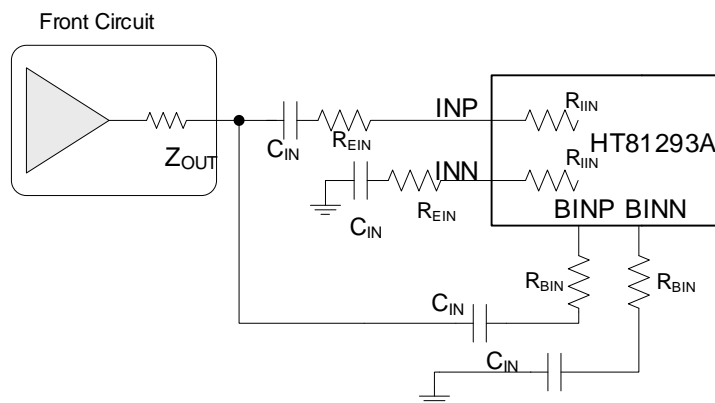 Front Circuit
ZOUT
CIN
REIN
INP
RIIN
HT81293A
RIIN
INN
CIN
REIN
BINP BINN
RBIN
RBIN
CIN
CIN